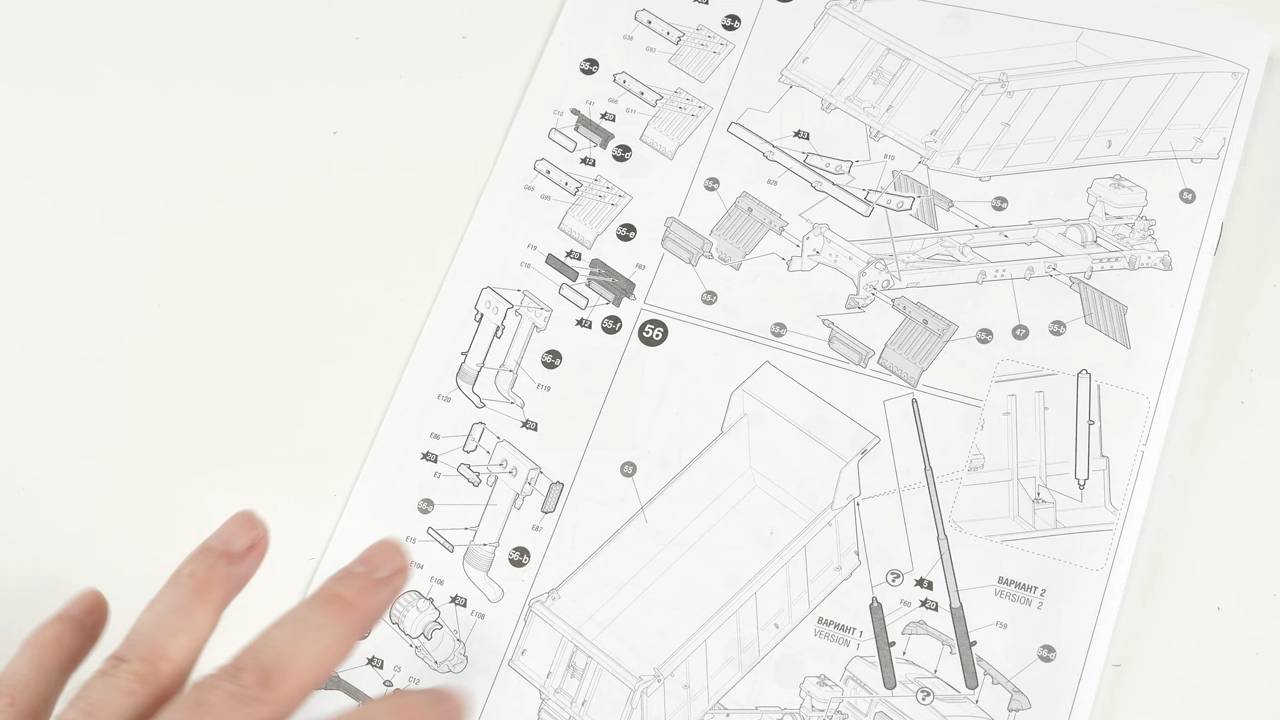 55-b
G38
G93
55-c
G66
G11
F41
20
C10
12
55-d
G65
G95
55-e
F19
20
C10
F63
12
55-f
33
B10
B28
55-e
55-a
54
55-f
55-d
55-c
47
55-b
56
56-a
E119
E120
20
E86
20
E3
56-a
E87
E15
56-b
E104
E106
20
E108
33
C5
C12
55
?
5
F60
20
ВАРИАНТ 2
VERSION 2
F59
ВАРИАНТ 1
VERSION 1
56-d
?
KAMAZ